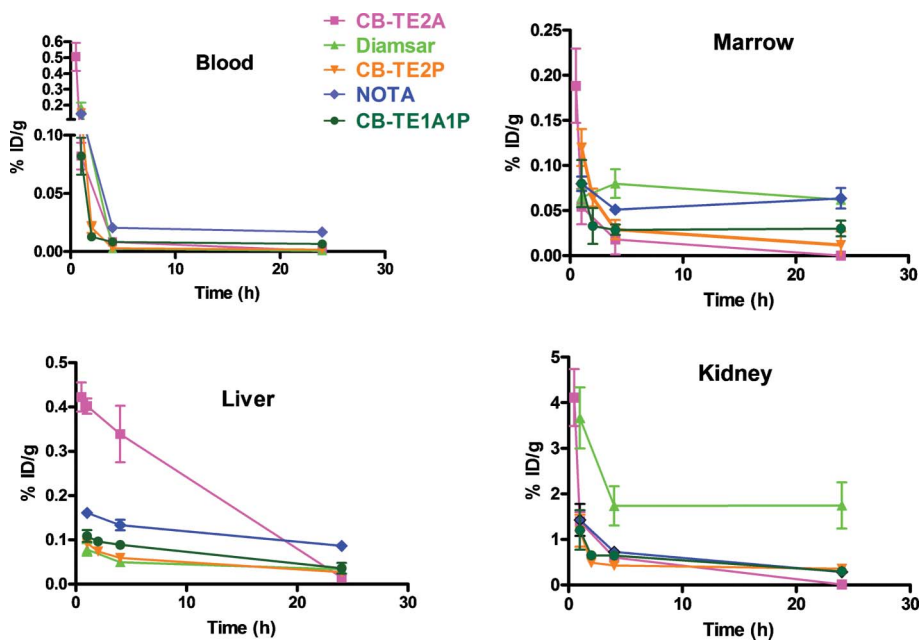 CB-TE2A
Diamsar
CB-TE2P
NOTA
CB-TE1A1P
Blood
% ID/g
0.6
0.5
0.4
0.3
0.2
0.10
0.05
0.00
0
10
20
30
Time (h)
Marrow
% ID/g
0.25
0.20
0.15
0.10
0.05
0.00
0
10
20
30
Time (h)
Liver
% ID/g
0.5
0.4
0.3
0.2
0.1
0.0
0
10
20
30
Time (h)
Kidney
% ID/g
5
4
3
2
1
0
0
10
20
30
Time (h)